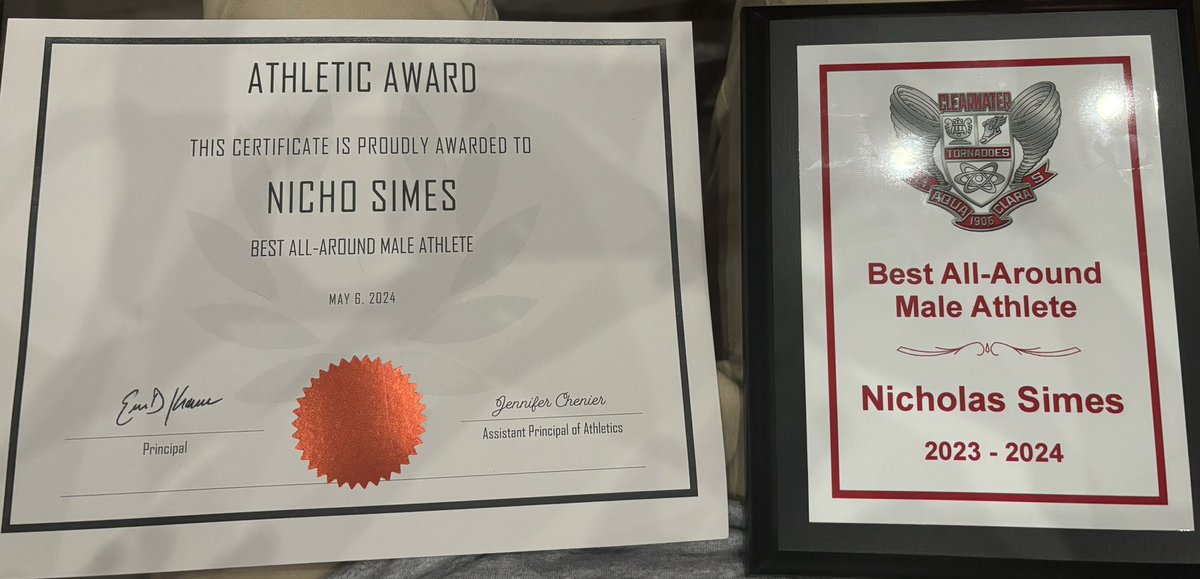 ATHLETIC AWARD
THIS CERTIFICATE IS PROUDLY AWARDED TO
NICHO SIMES
BEST ALL-AROUND MALE ATHLETE
MAY 6, 2024
Principal
Jennifer Chenier
Assistant Principal of Athletics
CLEARWATER
TORNADOES
AQUA CLARA
1906
Best All-Around
Male Athlete
Nicholas Simes
2023 - 2024